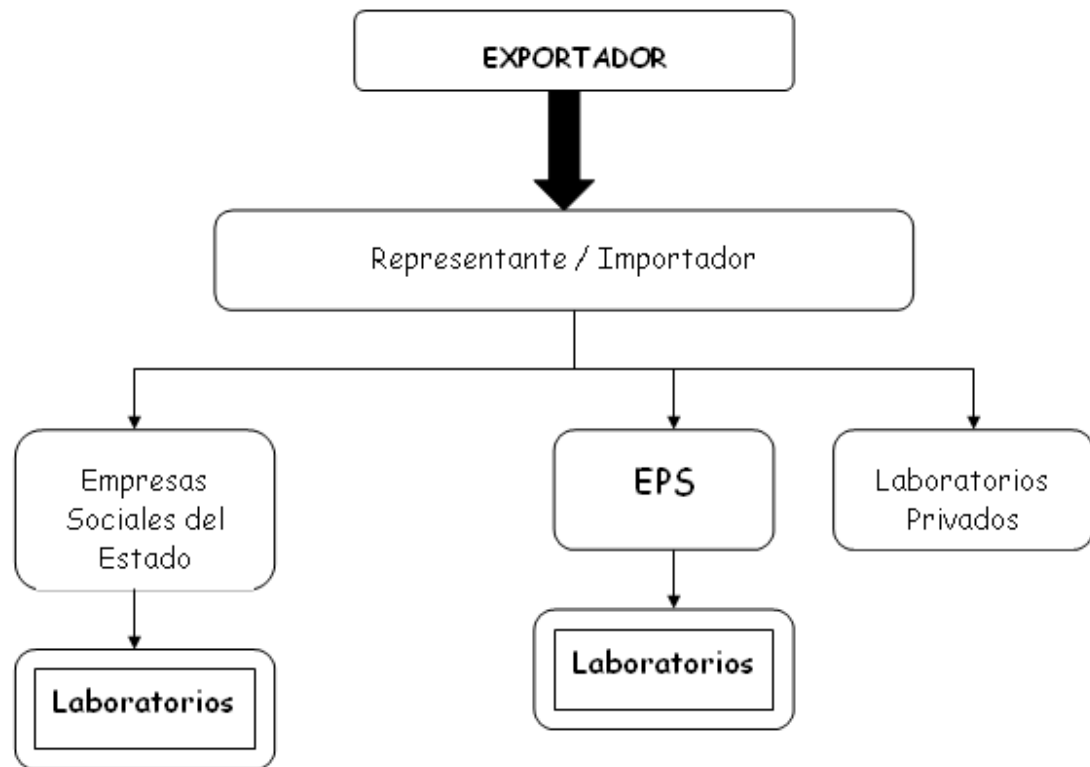 EXPORTADOR
Representante / Importador
Empresas
Sociales del
Estado
EPS
Laboratorios
Privados
Laboratorios
Laboratorios